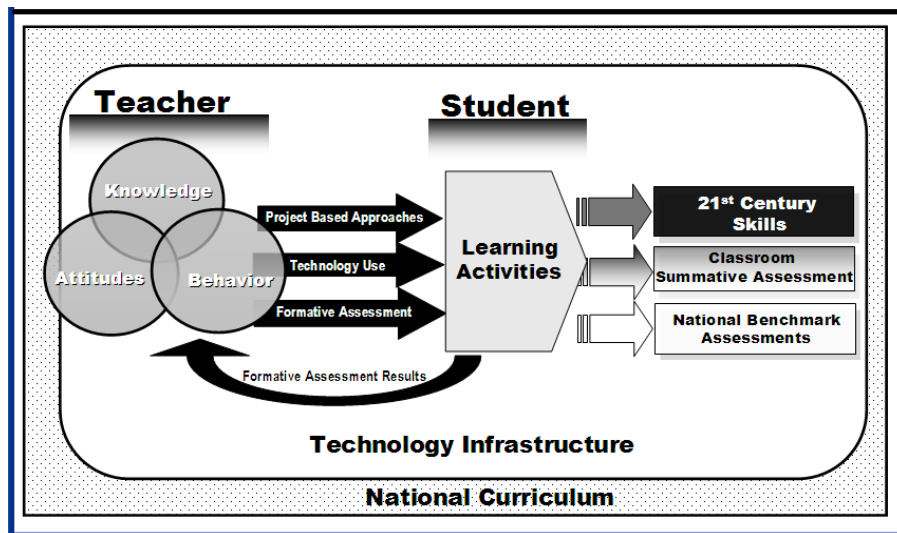 Teacher
Student
Knowledge
Attitudes
Behavior
Project Based Approaches
Technology Use
Formative Assessment
Learning
Activities
21st Century
Skills
Classroom
Summative Assessment
National Benchmark
Assessments
Formative Assessment Results
Technology Infrastructure
National Curriculum